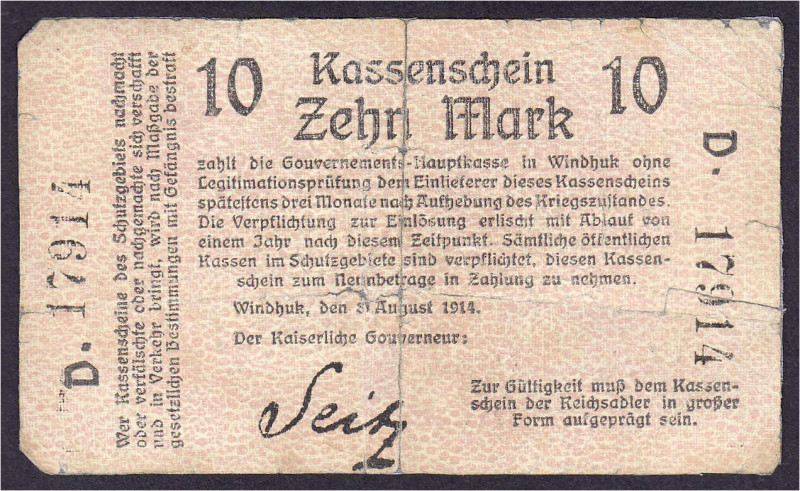 D. 17914
Wer Kassenscheine des Schutzgebiets nachmacht
oder verfälscht oder nachgemachte sich verschafft
und in Verkehr bringt, wird nach Maßgabe der
gesetzlichen Bestimmungen mit Gefängnis bestraft
10 Kassenschein 10
Zehn Mark
zahlt die Gouvernements-Hauptkasse in Windhuk ohne
Legitimationsprüfung dem Einlieferer dieses Kassenscheins
spätestens drei Monate nach Aufhebung des Kriegszustandes.
Die Verpflichtung zur Einlösung erlischt mit Ablauf von
einem Jahr nach diesem Zeitpunkt. Sämtliche öffentlichen
Kassen im Schutzgebiete sind verpflichtet, diesen Kassen-
schein zum Nennbetrage in Zahlung zu nehmen.
Windhuk, den 8 August 1914.
Der Kaiserliche Gouverneur:
Seitz
Zur Gültigkeit muß dem Kassen-
schein der Reichsadler in großer
Form aufgeprägt sein.
D. 17914